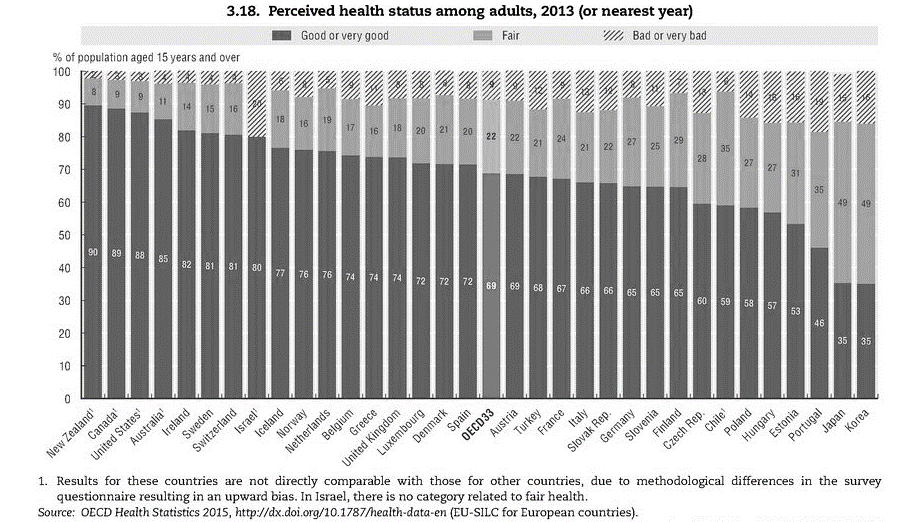 3.18. Perceived health status among adults, 2013 (or nearest year)
Good or very good Fair Bad or very bad
% of population aged 15 years and over
100
90
80
70
60
50
40
30
20
10
0
8 9 9 11 14 15 16 18 16 19 17 16 18 20 21 20 22 22 21 24 21 22 27 25 29 28 35 27 27 31 35 49 49
90 89 88 85 82 81 81 80 77 76 76 74 74 74 72 72 72 69 69 68 67 66 66 65 65 65 60 59 58 57 53 46 35 35
New Zealand¹ Canada¹ United States¹ Australia¹ Ireland Sweden Switzerland Israel¹ Iceland Norway Netherlands Belgium Greece United Kingdom Luxembourg Denmark Spain OECD33 Austria Turkey France Italy Slovak Rep. Germany Slovenia Finland Czech Rep. Chile¹ Poland Hungary Estonia Portugal Japan Korea
1. Results for these countries are not directly comparable with those for other countries, due to methodological differences in the survey
questionnaire resulting in an upward bias. In Israel, there is no category related to fair health.
Source: OECD Health Statistics 2015, http://dx.doi.org/10.1787/health-data-en (EU-SILC for European countries).